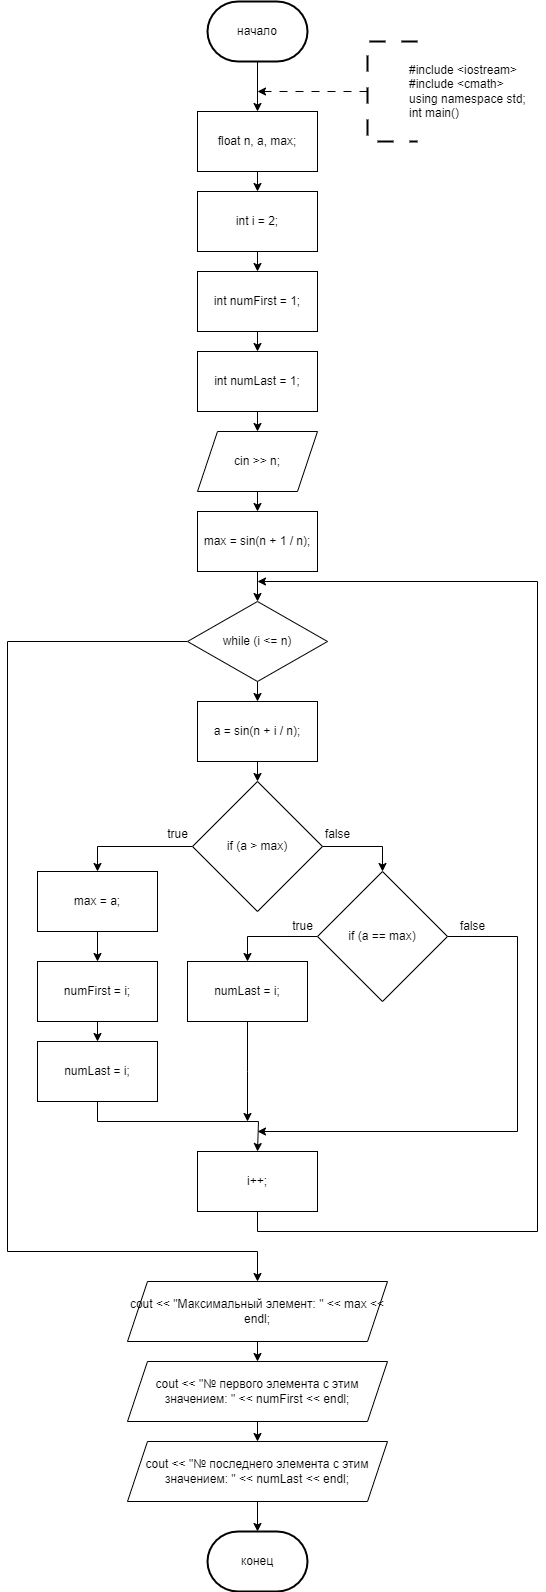 начало
#include <iostream>
#include <cmath>
using namespace std;
int main()
float n, a, max;
int i = 2;
int numFirst = 1;
int numLast = 1;
cin >> n;
max = sin(n + 1 / n);
while (i <= n)
a = sin(n + i / n);
if (a > max)
true
false
max = a;
if (a == max)
true
false
numFirst = i;
numLast = i;
numLast = i;
i++;
cout << "Максимальный элемент: " << max <<
endl;
cout << "№ первого элемента с этим
значением: " << numFirst << endl;
cout << "№ последнего элемента с этим
значением: " << numLast << endl;
конец